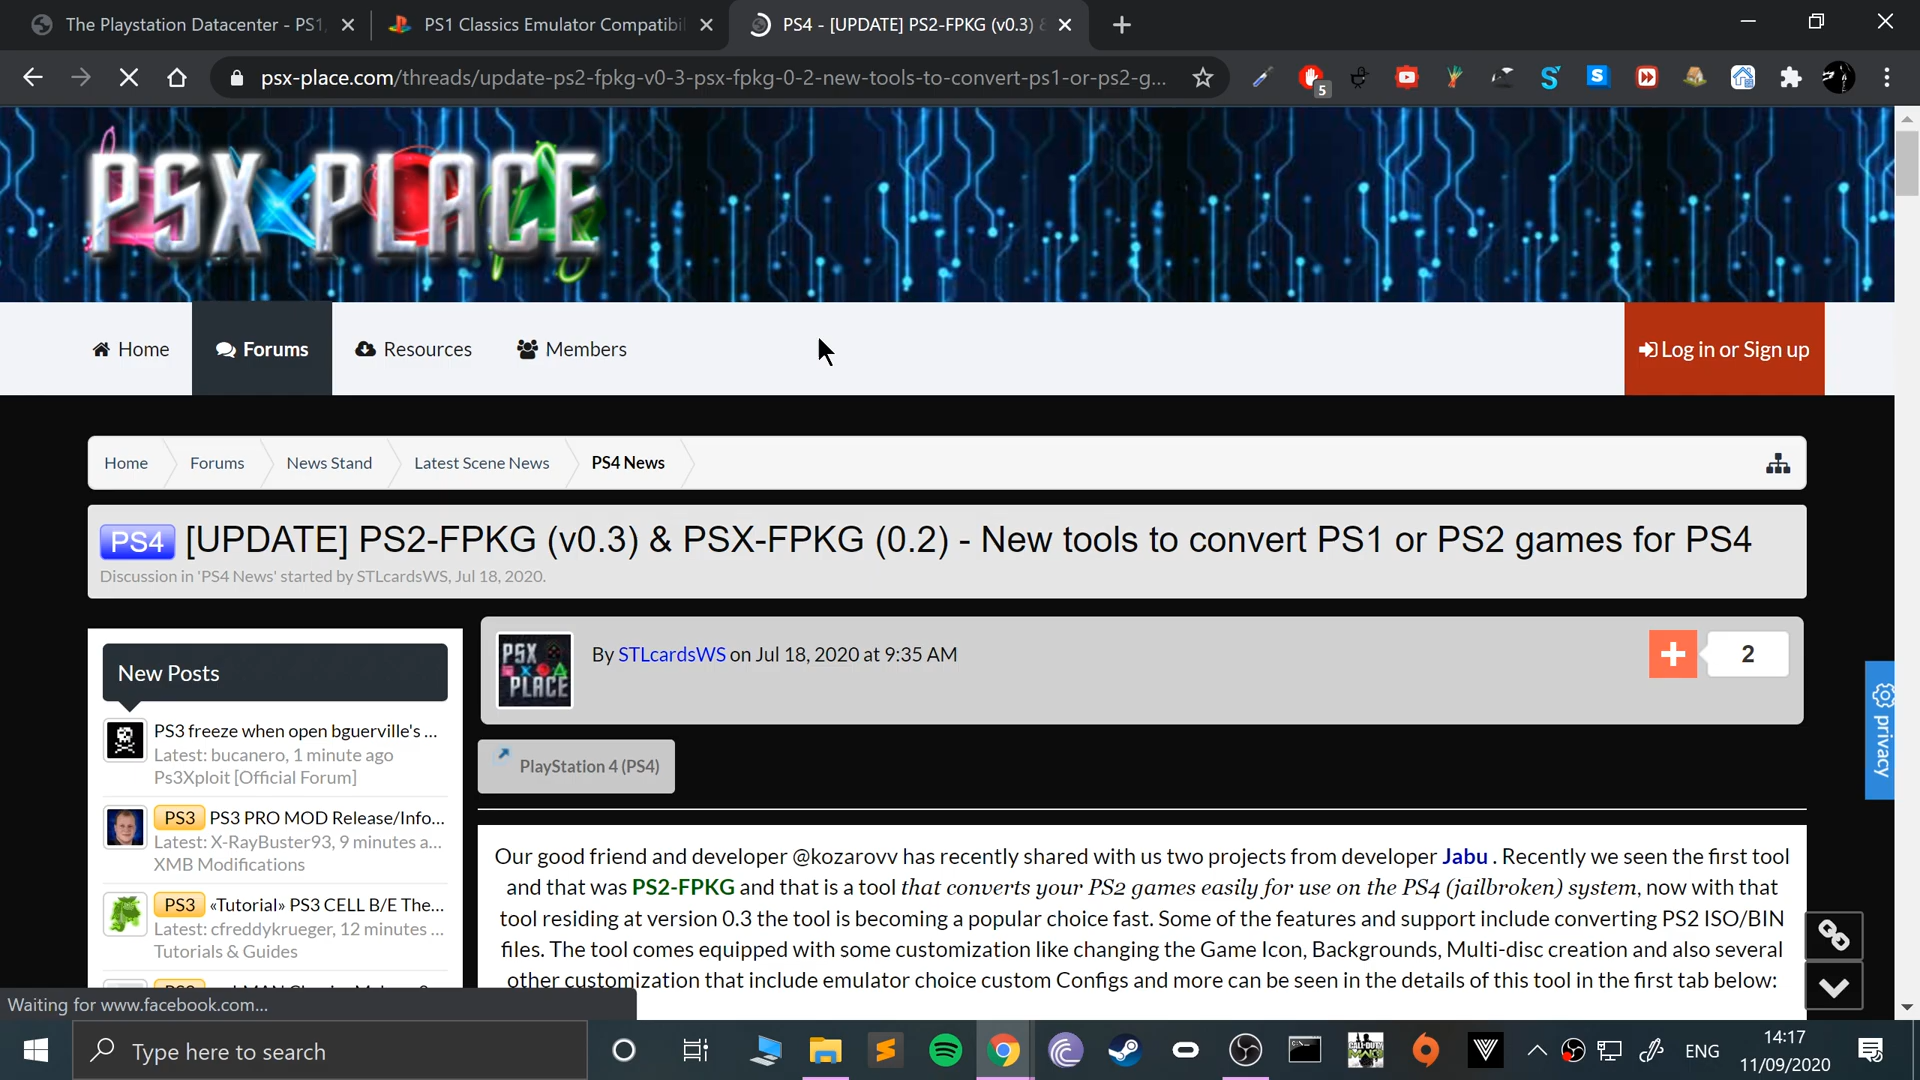 The Playstation Datacenter - PS1,
PS1 Classics Emulator Compatibil
PS4 - [UPDATE] PS2-FPKG (v0.3) &
psx-place.com/threads/update-ps2-fpkg-v0-3-psx-fpkg-0-2-new-tools-to-convert-ps1-or-ps2-g...
5
PSX PLACE
Home
Forums
Resources
Members
Log in or Sign up
Home
Forums
News Stand
Latest Scene News
PS4 News
PS4 [UPDATE] PS2-FPKG (v0.3) & PSX-FPKG (0.2) - New tools to convert PS1 or PS2 games for PS4
Discussion in 'PS4 News' started by STLcardsWS, Jul 18, 2020.
New Posts
PS3 freeze when open bguerville's ...
Latest: bucanero, 1 minute ago
Ps3Xploit [Official Forum]
PS3 PS3 PRO MOD Release/Info...
Latest: X-RayBuster93, 9 minutes a...
XMB Modifications
PS3 «Tutorial» PS3 CELL B/E The...
Latest: cfreddykrueger, 12 minutes ...
Tutorials & Guides
PSX PLACE
By STLcardsWS on Jul 18, 2020 at 9:35 AM
2
PlayStation 4 (PS4)
Our good friend and developer @kozarovv has recently shared with us two projects from developer Jabu . Recently we seen the first tool
and that was PS2-FPKG and that is a tool that converts your PS2 games easily for use on the PS4 (jailbroken) system, now with that
tool residing at version 0.3 the tool is becoming a popular choice fast. Some of the features and support include converting PS2 ISO/BIN
files. The tool comes equipped with some customization like changing the Game Icon, Backgrounds, Multi-disc creation and also several
other customization that include emulator choice custom Configs and more can be seen in the details of this tool in the first tab below:
privacy
Waiting for www.facebook.com...
Type here to search
ENG
14:17
11/09/2020